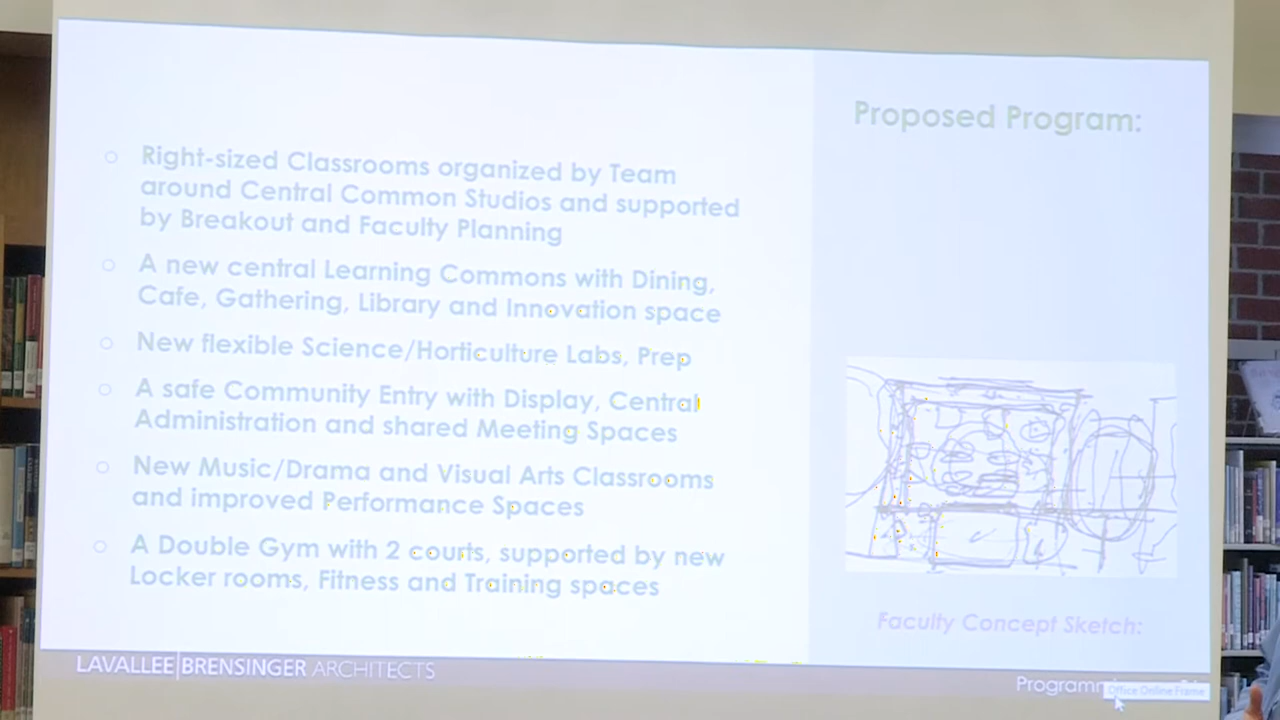 Proposed Program:
Right-sized Classrooms organized by Team
around Central Common Studios and supported
by Breakout and Faculty Planning
A new central Learning Commons with Dining,
Cafe, Gathering, Library and Innovation space
New flexible Science/Horticulture Labs, Prep
A safe Community Entry with Display, Central
Administration and shared Meeting Spaces
New Music/Drama and Visual Arts Classrooms
and improved Performance Spaces
A Double Gym with 2 courts, supported by new
Locker rooms, Fitness and Training spaces
Faculty Concept Sketch:
LAVALLEE|BRENSINGER ARCHITECTS
Office Online Frame